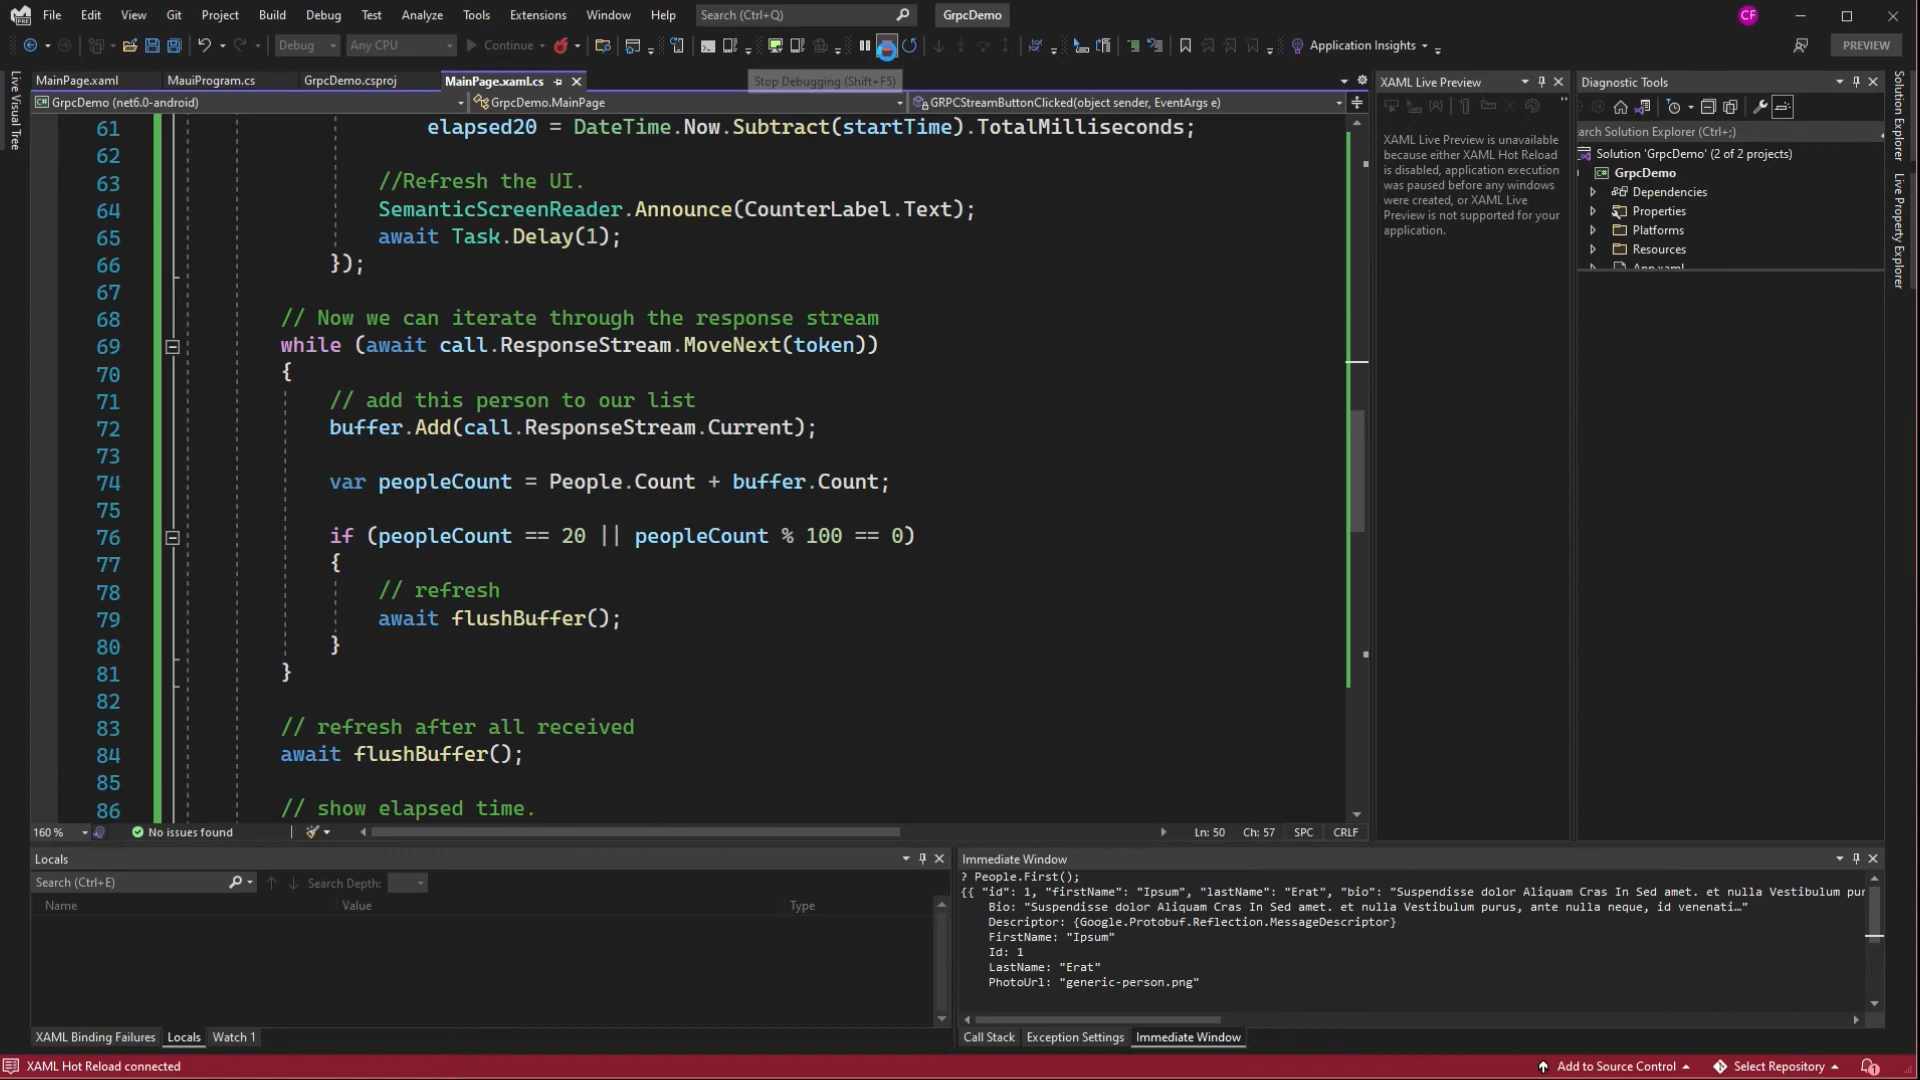 File Edit View Git Project Build Debug Test Analyze Tools Extensions Window Help Search (Ctrl+Q) GrpcDemo CF
Debug Any CPU Continue Application Insights PREVIEW
MainPage.xaml MauiProgram.cs GrpcDemo.csproj MainPage.xaml.cs Stop Debugging (Shift+F5)
GrpcDemo (net6.0-android) GrpcDemo.MainPage GRPCStreamButtonClicked(object sender, EventArgs e)
Live Visual Tree
61 elapsed20 = DateTime.Now.Subtract(startTime).TotalMilliseconds;
62
63 //Refresh the UI.
64 SemanticScreenReader.Announce(CounterLabel.Text);
65 await Task.Delay(1);
66 });
67
68 // Now we can iterate through the response stream
69 while (await call.ResponseStream.MoveNext(token))
70 {
71 // add this person to our list
72 buffer.Add(call.ResponseStream.Current);
73
74 var peopleCount = People.Count + buffer.Count;
75
76 if (peopleCount == 20 || peopleCount % 100 == 0)
77 {
78 // refresh
79 await flushBuffer();
80 }
81 }
82
83 // refresh after all received
84 await flushBuffer();
85
86 // show elapsed time.
160 % No issues found Ln: 50 Ch: 57 SPC CRLF
XAML Live Preview
XAML Live Preview is unavailable
because either XAML Hot Reload
is disabled, application execution
was paused before any windows
were created, or XAML Live
Preview is not supported for your
application.
Diagnostic Tools
arch Solution Explorer (Ctrl+;)
Solution 'GrpcDemo' (2 of 2 projects)
GrpcDemo
Dependencies
Properties
Platforms
Resources
App.xaml
Solution Explorer
Live Property Explorer
Locals
Search (Ctrl+E) Search Depth:
Name Value Type
XAML Binding Failures Locals Watch 1
Immediate Window
? People.First();
{{ "id": 1, "firstName": "Ipsum", "lastName": "Erat", "bio": "Suspendisse dolor Aliquam Cras In Sed amet. et nulla Vestibulum pur
Bio: "Suspendisse dolor Aliquam Cras In Sed amet. et nulla Vestibulum purus, ante nulla neque, id venenati…"
Descriptor: {Google.Protobuf.Reflection.MessageDescriptor}
FirstName: "Ipsum"
Id: 1
LastName: "Erat"
PhotoUrl: "generic-person.png"
Call Stack Exception Settings Immediate Window
XAML Hot Reload connected Add to Source Control Select Repository 1